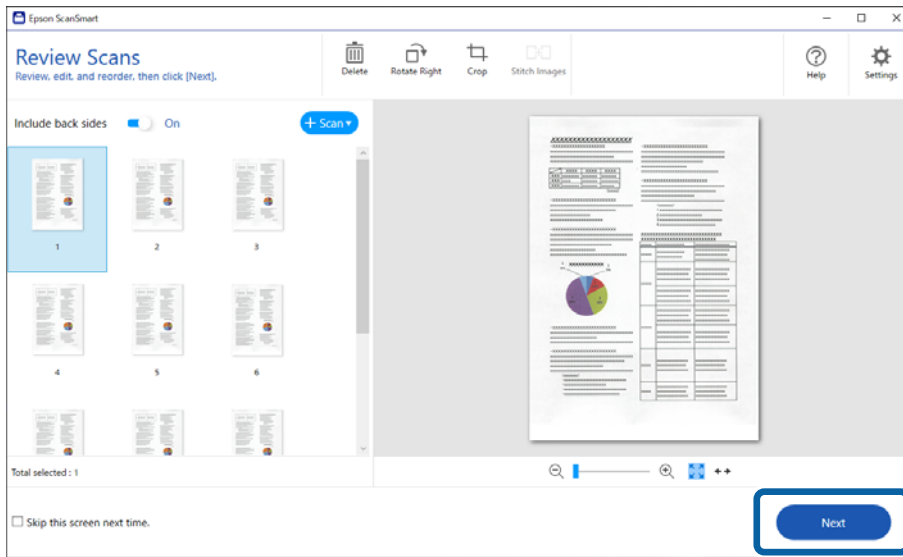 Epson ScanSmart
Review Scans
Review, edit, and reorder, then click [Next].
Delete
Rotate Right
Crop
Stitch Images
Help
Settings
Include back sides
On
+ Scan
1
2
3
4
5
6
Total selected : 1
Skip this screen next time.
Next